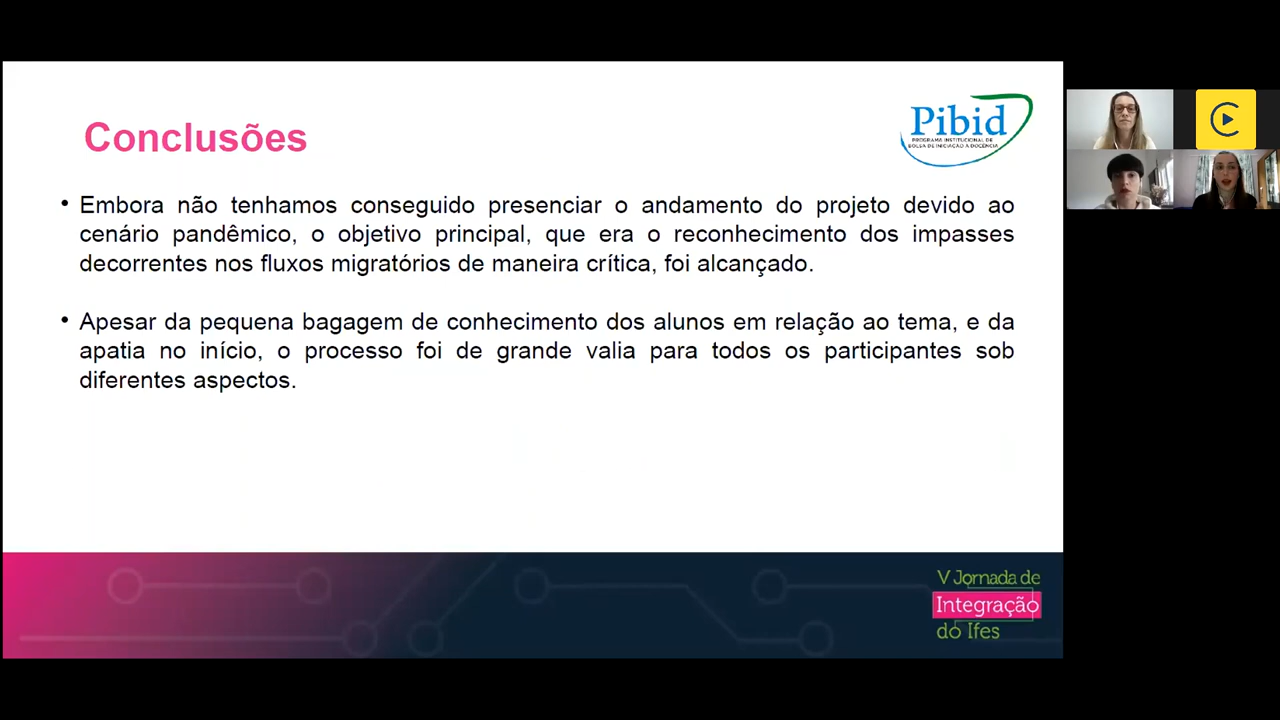 Conclusões
Pibid
PROGRAMA INSTITUCIONAL DE
BOLSA DE INICIAÇÃO À DOCÊNCIA
• Embora não tenhamos conseguido presenciar o andamento do projeto devido ao
cenário pandêmico, o objetivo principal, que era o reconhecimento dos impasses
decorrentes nos fluxos migratórios de maneira crítica, foi alcançado.
• Apesar da pequena bagagem de conhecimento dos alunos em relação ao tema, e da
apatia no início, o processo foi de grande valia para todos os participantes sob
diferentes aspectos.
V Jornada de
Integração
do Ifes